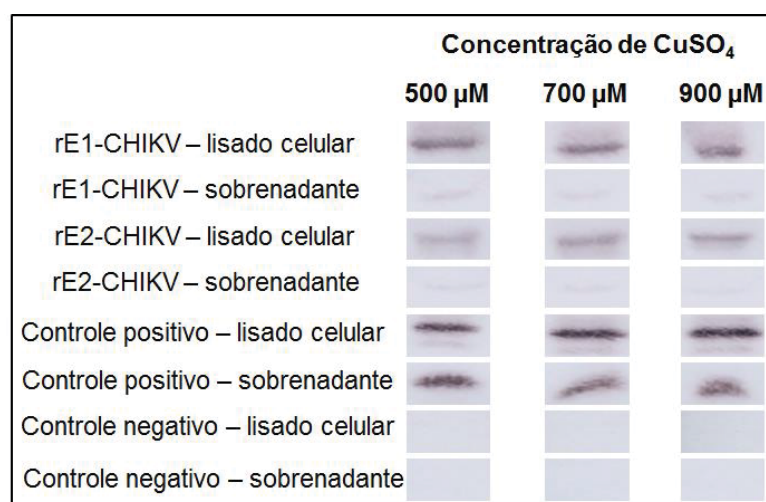 Concentração de CuSO₄
500 µM 700 µM 900 µM
rE1-CHIKV – lisado celular
rE1-CHIKV – sobrenadante
rE2-CHIKV – lisado celular
rE2-CHIKV – sobrenadante
Controle positivo – lisado celular
Controle positivo – sobrenadante
Controle negativo – lisado celular
Controle negativo – sobrenadante